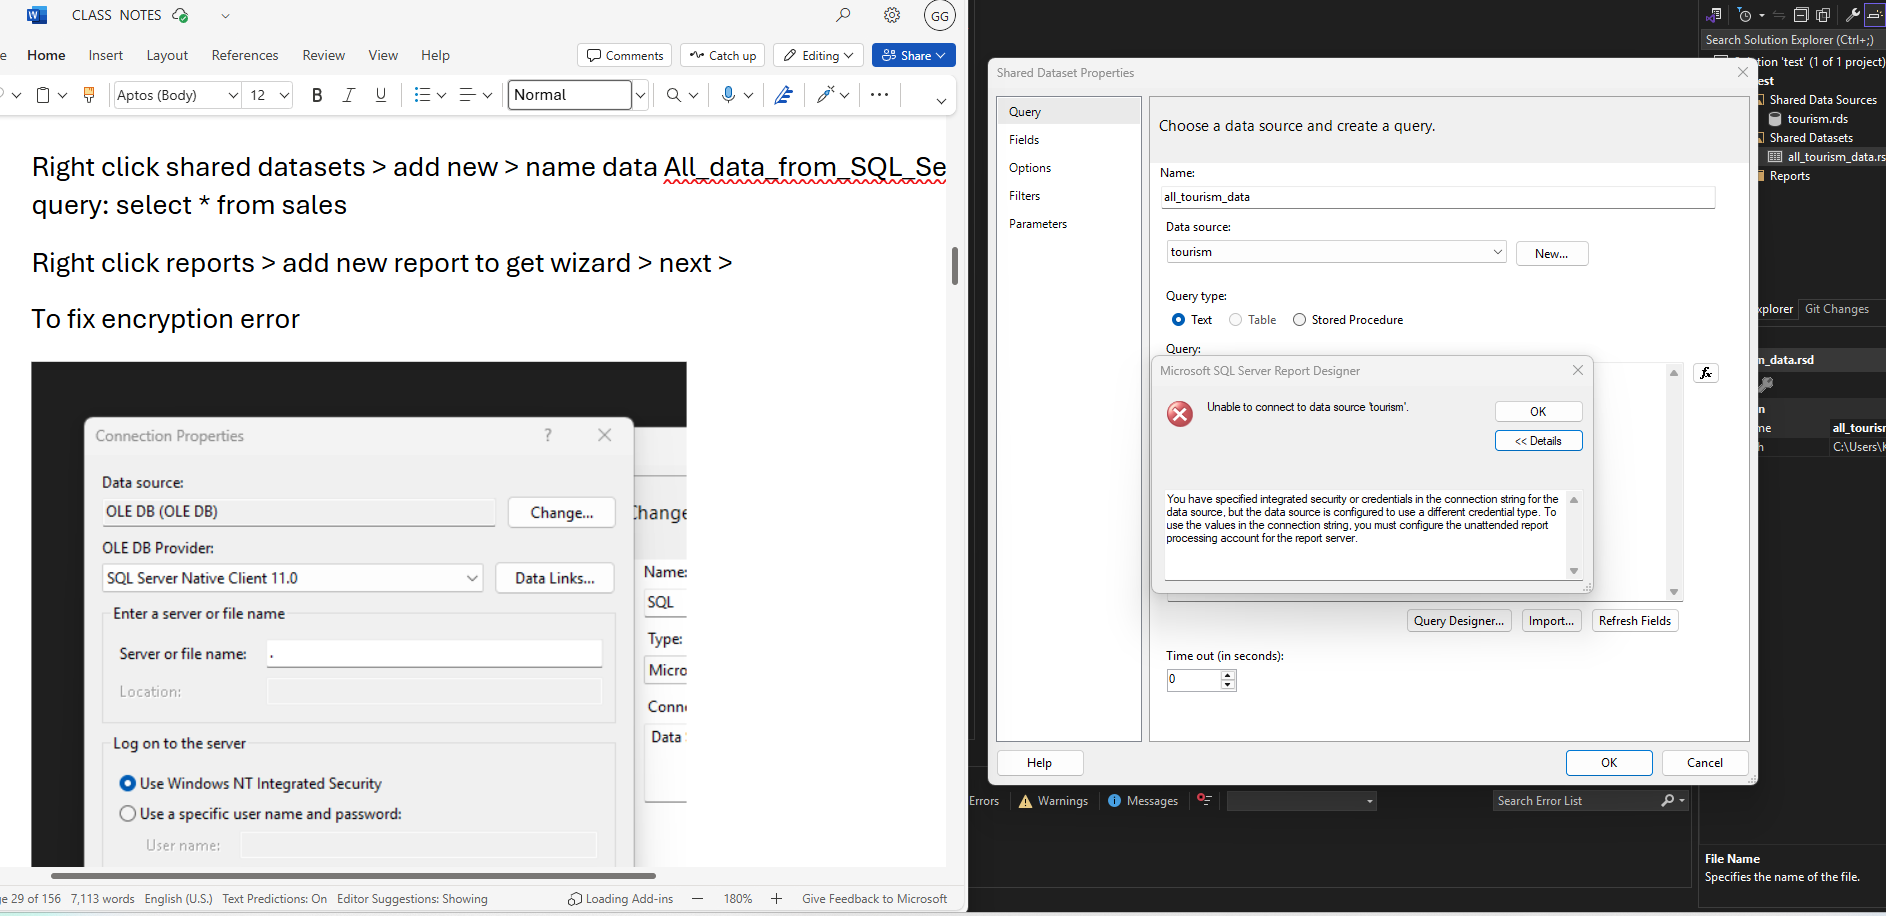 CLASS NOTES
GG
Home Insert Layout References Review View Help
Comments Catch up Editing Share
Aptos (Body) 12 B I U Normal
Right click shared datasets > add new > name data All_data_from_SQL_Se
query: select * from sales
Right click reports > add new report to get wizard > next >
To fix encryption error
Connection Properties ? 
Data source:
OLE DB (OLE DB) Change...
OLE DB Provider:
SQL Server Native Client 11.0 Data Links...
Enter a server or file name
Server or file name: .
Location:
Log on to the server
Use Windows NT Integrated Security
Use a specific user name and password:
User name:
Change
Name:
SQL
Type:
Micro
Conn
Data
e 29 of 156 7,113 words English (U.S.) Text Predictions: On Editor Suggestions: Showing Loading Add-ins 180% Give Feedback to Microsoft
Shared Dataset Properties
Query
Fields
Options
Filters
Parameters
Choose a data source and create a query.
Name:
all_tourism_data
Data source:
tourism New...
Query type:
Text Table Stored Procedure
Query:
fx
Microsoft SQL Server Report Designer
Unable to connect to data source 'tourism'.
OK
<< Details
You have specified integrated security or credentials in the connection string for the
data source, but the data source is configured to use a different credential type. To
use the values in the connection string, you must configure the unattended report
processing account for the report server.
Query Designer... Import... Refresh Fields
Time out (in seconds):
0
Help OK Cancel
Errors Warnings Messages Search Error List
Search Solution Explorer (Ctrl+;)
tion 'test' (1 of 1 project)
est
Shared Data Sources
tourism.rds
Shared Datasets
all_tourism_data.rs
Reports
xplorer Git Changes
n_data.rsd
n
me all_touris
h C:\Users\K
File Name
Specifies the name of the file.